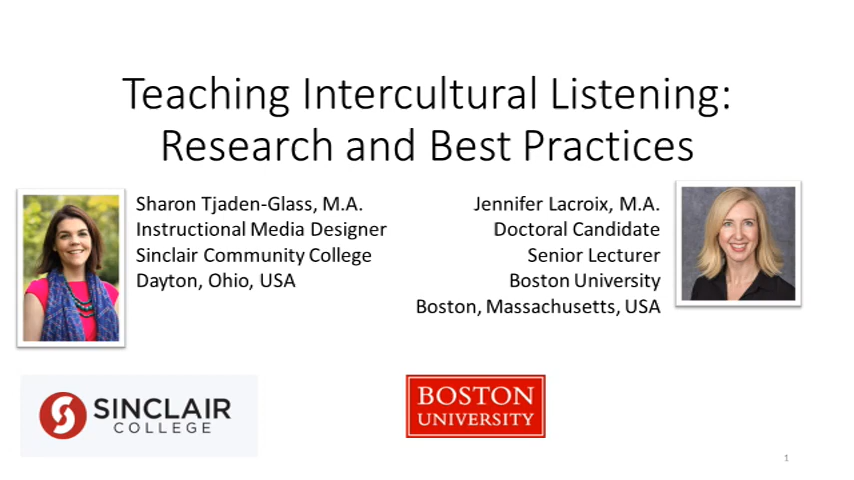 Teaching Intercultural Listening:
Research and Best Practices
Sharon Tjaden-Glass, M.A.
Instructional Media Designer
Sinclair Community College
Dayton, Ohio, USA
Jennifer Lacroix, M.A.
Doctoral Candidate
Senior Lecturer
Boston University
Boston, Massachusetts, USA
SINCLAIR
COLLEGE
BOSTON
UNIVERSITY
1